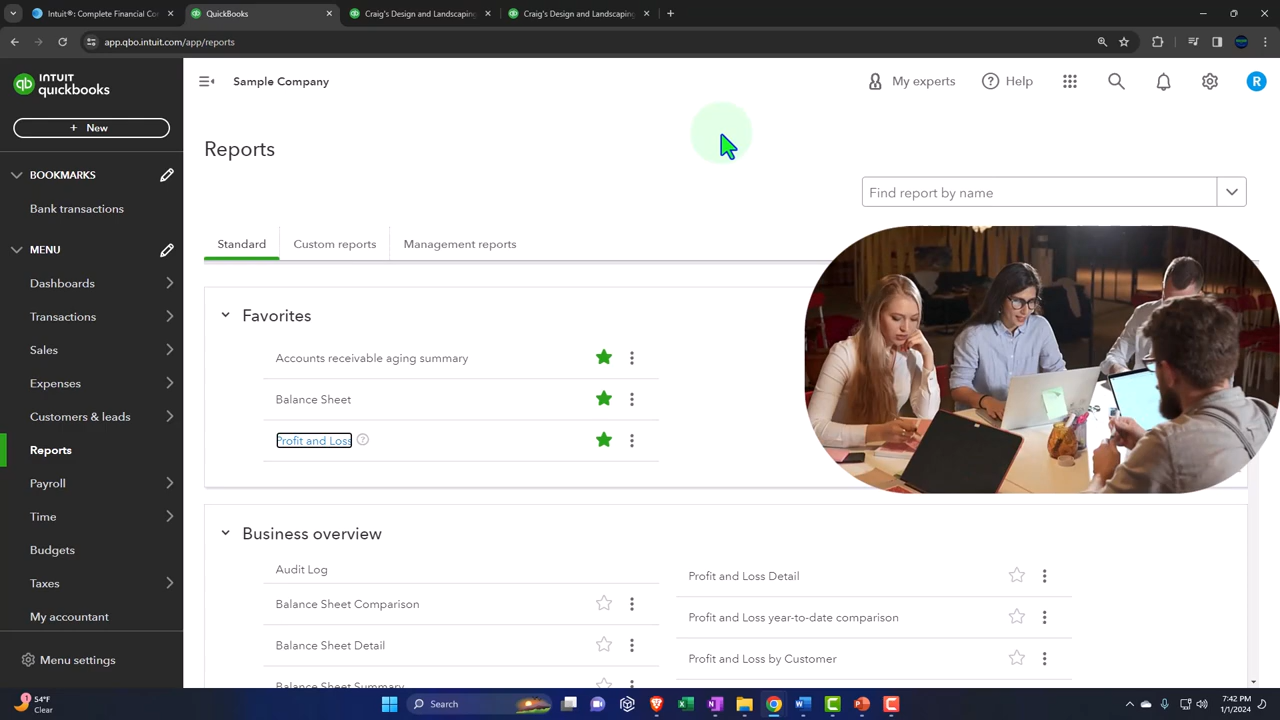 Intuit®: Complete Financial Co
QuickBooks
Craig's Design and Landscaping
Craig's Design and Landscaping
app.qbo.intuit.com/app/reports
INTUIT
quickbooks
+ New
BOOKMARKS
Bank transactions
MENU
Dashboards
Transactions
Sales
Expenses
Customers & leads
Reports
Payroll
Time
Budgets
Taxes
My accountant
Menu settings
Sample Company
My experts
Help
R
Reports
Find report by name
Standard
Custom reports
Management reports
Favorites
Accounts receivable aging summary
Balance Sheet
Profit and Loss
Business overview
Audit Log
Balance Sheet Comparison
Balance Sheet Detail
Balance Sheet Summary
Profit and Loss Detail
Profit and Loss year-to-date comparison
Profit and Loss by Customer
54°F
Clear
Search
7:42 PM
1/1/2024